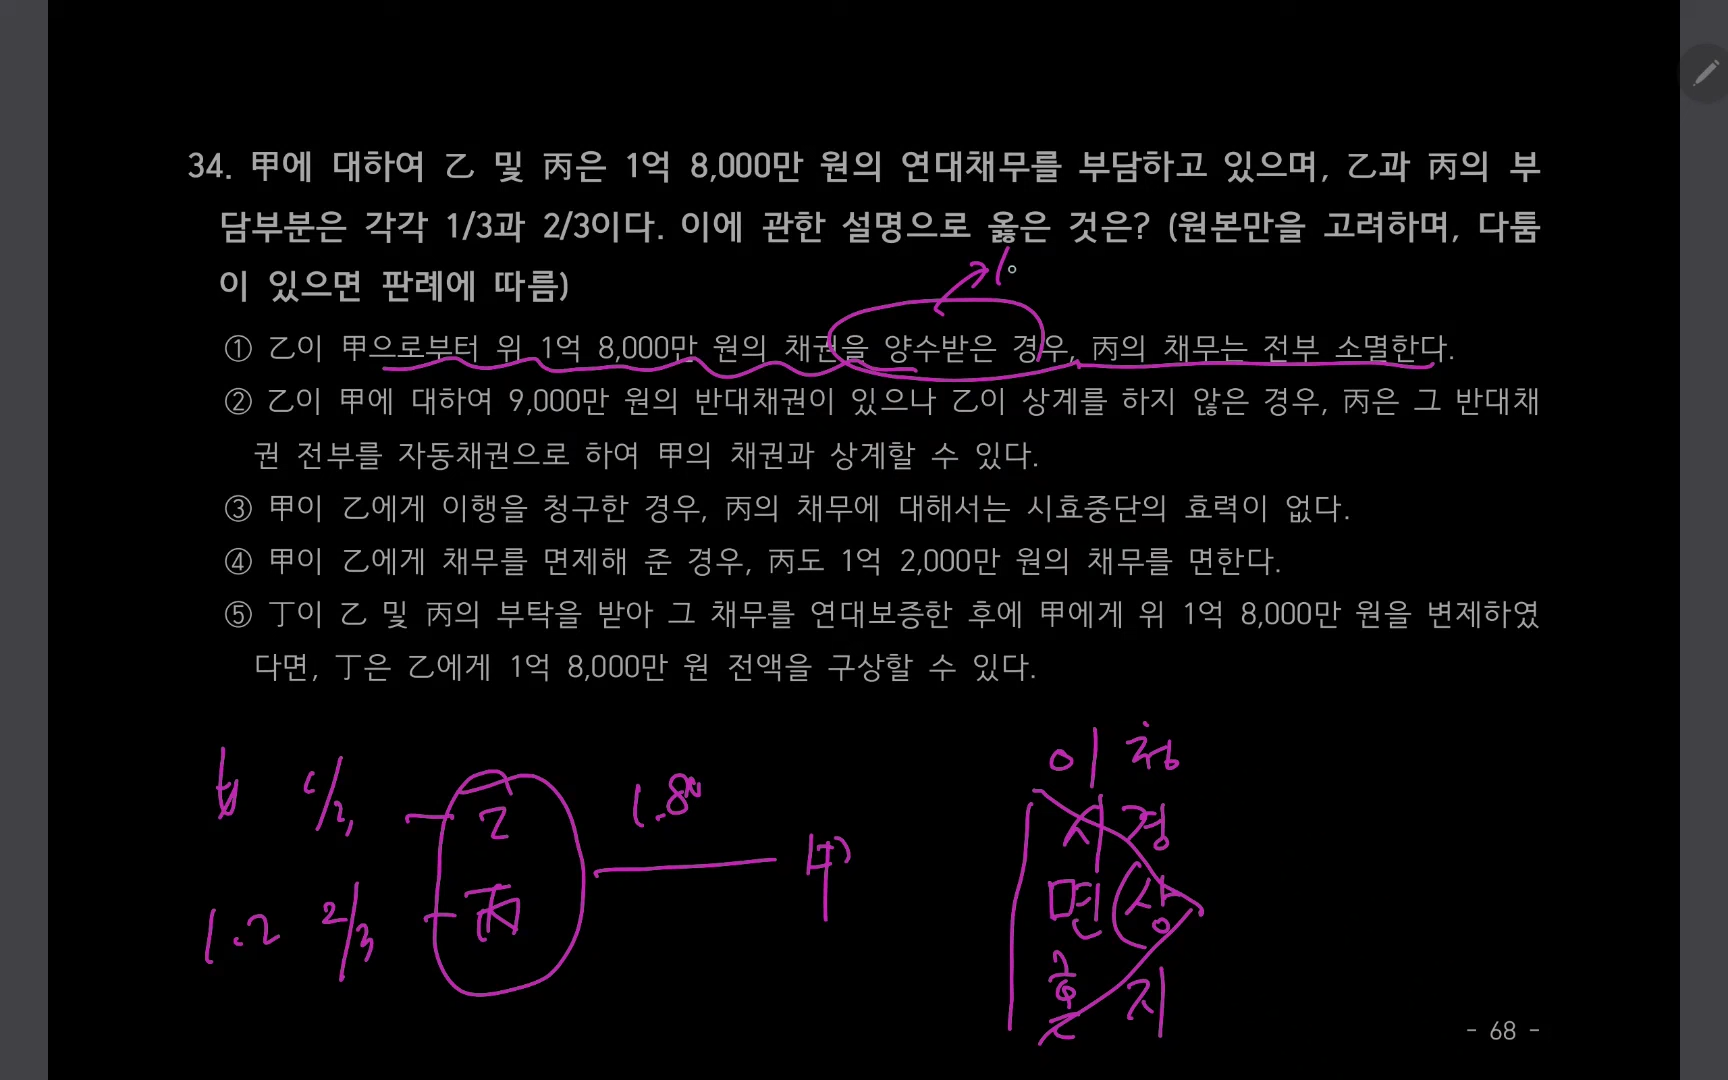 34. 甲에 대하여 乙 및 丙은 1억 8,000만 원의 연대채무를 부담하고 있으며, 乙과 丙의 부
담부분은 각각 1/3과 2/3이다. 이에 관한 설명으로 옳은 것은? (원본만을 고려하며, 다툼
이 있으면 판례에 따름)
① 乙이 甲으로부터 위 1억 8,000만 원의 채권을 양수받은 경우, 丙의 채무는 전부 소멸한다.
② 乙이 甲에 대하여 9,000만 원의 반대채권이 있으나 乙이 상계를 하지 않은 경우, 丙은 그 반대채
권 전부를 자동채권으로 하여 甲의 채권과 상계할 수 있다.
③ 甲이 乙에게 이행을 청구한 경우, 丙의 채무에 대해서는 시효중단의 효력이 없다.
④ 甲이 乙에게 채무를 면제해 준 경우, 丙도 1억 2,000만 원의 채무를 면한다.
⑤ 丁이 乙 및 丙의 부탁을 받아 그 채무를 연대보증한 후에 甲에게 위 1억 8,000만 원을 변제하였
다면, 丁은 乙에게 1억 8,000만 원 전액을 구상할 수 있다.
이 청
乙 1.8 시 경
甲
1.2 2/3 丙 면 상
혼 지
- 68 -